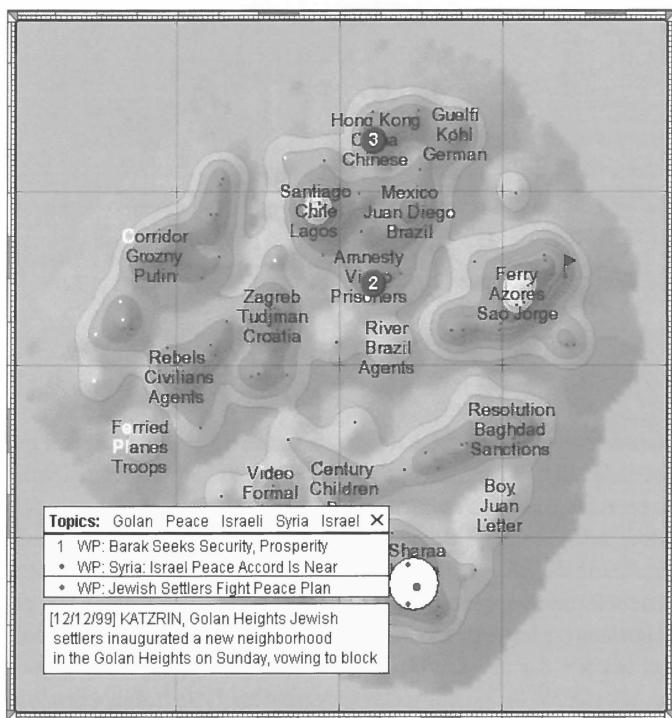 Hong Kong
Chinese
3
Guelfi
Kohl
German
Santiago
Chile
Lagos
Mexico
Juan Diego
Brazil
Corridor
Grozny
Putin
Amnesty
Prisoners
2
Ferry
Azores
Sao Jorge
Zagreb
Tudjman
Croatia
River
Brazil
Agents
Rebels
Civilians
Agents
Resolution
Baghdad
Sanctions
Ferried
Planes
Troops
Video
Formal
Century
Children
Boy
Juan
Letter
Sharaa
Topics: Golan Peace Israeli Syria Israel X
1 WP: Barak Seeks Security, Prosperity
• WP: Syria: Israel Peace Accord Is Near
• WP: Jewish Settlers Fight Peace Plan
[12/12/99] KATZRIN, Golan Heights Jewish
settlers inaugurated a new neighborhood
in the Golan Heights on Sunday, vowing to block